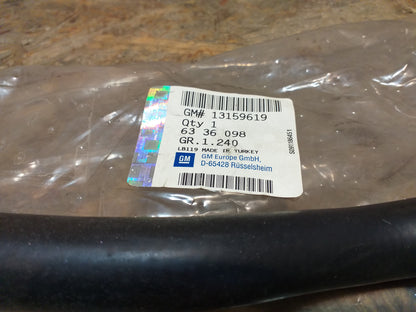 GM# 13159619
Qty 1
63 36 098
GR.1.240
LB119 MADE IN TURKEY
GM
GM Europe GmbH,
D-65428 Rüsselsheim